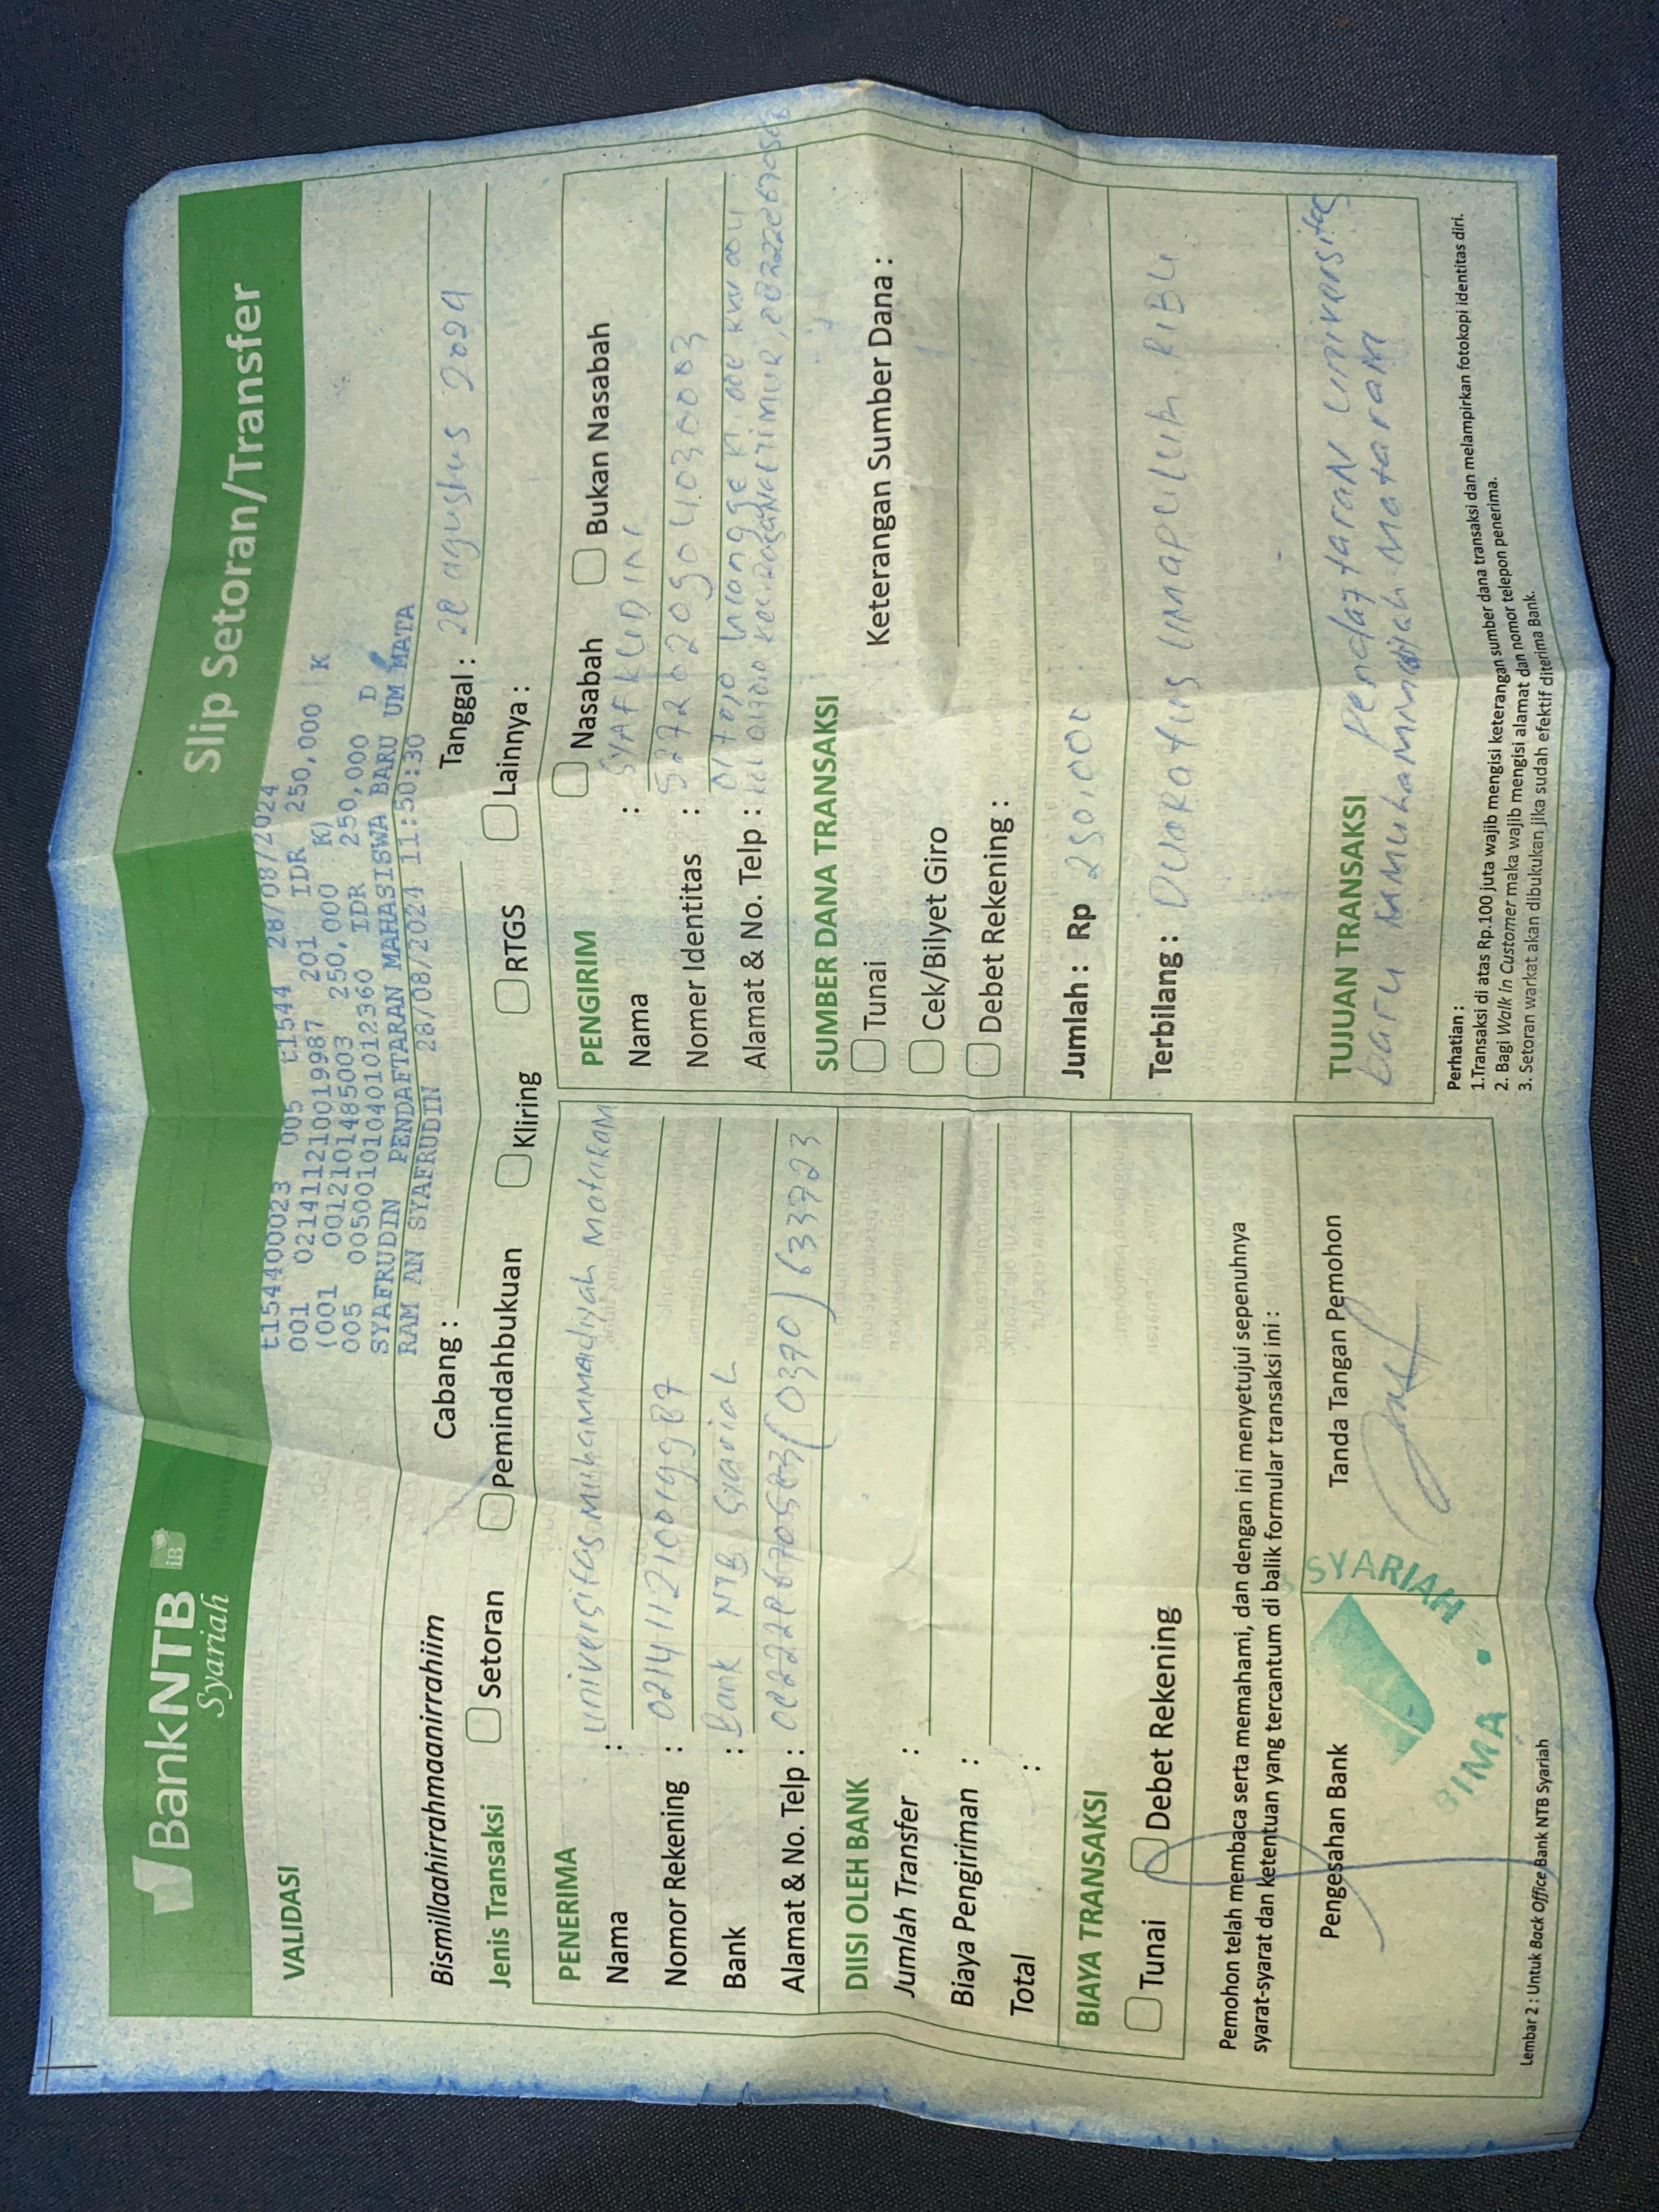 BankNTB
Syariah
iB
Slip Setoran/Transfer
VALIDASI
t154400023 005 t1544 28/08/2024
001 021411210019987 201 IDR 250,000 K
(001 0012101485003 250,000 K)
005 005001010401012360 IDR 250,000 D
SYAFRUDIN PENDAFTARAN MAHASISWA BARU UM MATA
RAM AN SYAFRUDIN 28/08/2024 11:50:30
Bismillaahirrahmaanirrahiim
Cabang :
Tanggal : 28 agustus 2024
Jenis Transaksi
Setoran
Pemindahbukuan
Kliring
RTGS
Lainnya :
PENERIMA
Nama : universitas muhammadiyah Mataram
Nomor Rekening : 021411210019987
Bank : Bank NTB Syariah
Alamat & No. Telp : (0370) 633723
DIISI OLEH BANK
Jumlah Transfer :
Biaya Pengiriman :
Total :
BIAYA TRANSAKSI
Tunai
Debet Rekening
PENGIRIM
Nasabah
Bukan Nasabah
Nama :
Nomer Identitas :
Alamat & No. Telp :
SUMBER DANA TRANSAKSI
Tunai
Cek/Bilyet Giro
Debet Rekening :
Keterangan Sumber Dana :
Jumlah : Rp 250.000
Terbilang :
TUJUAN TRANSAKSI Pendaftaran universitas
baru Muhammadiyah Mataram
Pemohon telah membaca serta memahami, dan dengan ini menyetujui sepenuhnya
syarat-syarat dan ketentuan yang tercantum di balik formular transaksi ini :
Pengesahan Bank
Tanda Tangan Pemohon
SYARIAH
BIMA
Perhatian :
1.Transaksi di atas Rp.100 juta wajib mengisi keterangan sumber dana transaksi dan melampirkan fotokopi identitas diri.
2. Bagi Walk in Customer maka wajib mengisi alamat dan nomor telepon penerima.
3. Setoran warkat akan dibukukan jika sudah efektif diterima Bank.
Lembar 2 : Untuk Back Office Bank NTB Syariah